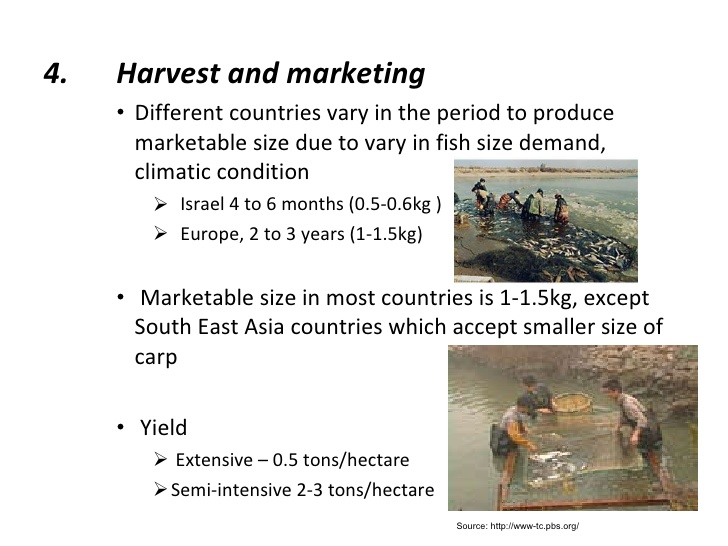 4. Harvest and marketing
• Different countries vary in the period to produce
marketable size due to vary in fish size demand,
climatic condition
➢ Israel 4 to 6 months (0.5-0.6kg )
➢ Europe, 2 to 3 years (1-1.5kg)
• Marketable size in most countries is 1-1.5kg, except
South East Asia countries which accept smaller size of
carp
• Yield
➢ Extensive – 0.5 tons/hectare
➢ Semi-intensive 2-3 tons/hectare
Source: http://www-tc.pbs.org/